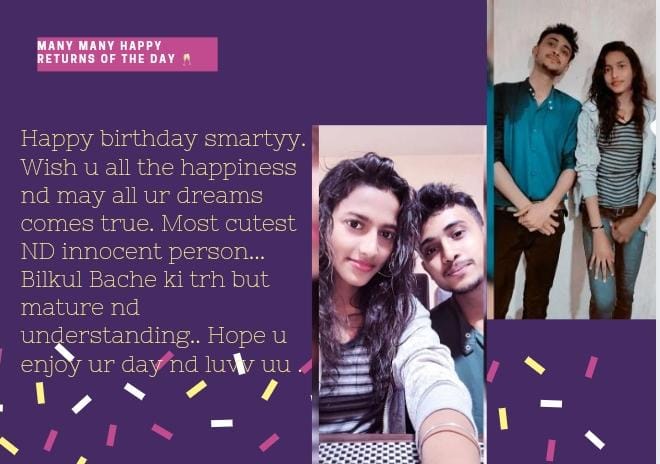 MANY MANY HAPPY
RETURNS OF THE DAY 🥂
Happy birthday smartyy.
Wish u all the happiness
nd may all ur dreams
comes true. Most cutest
ND innocent person...
Bilkul Bache ki trh but
mature nd
understanding.. Hope u
enjoy ur day nd luvv uu .